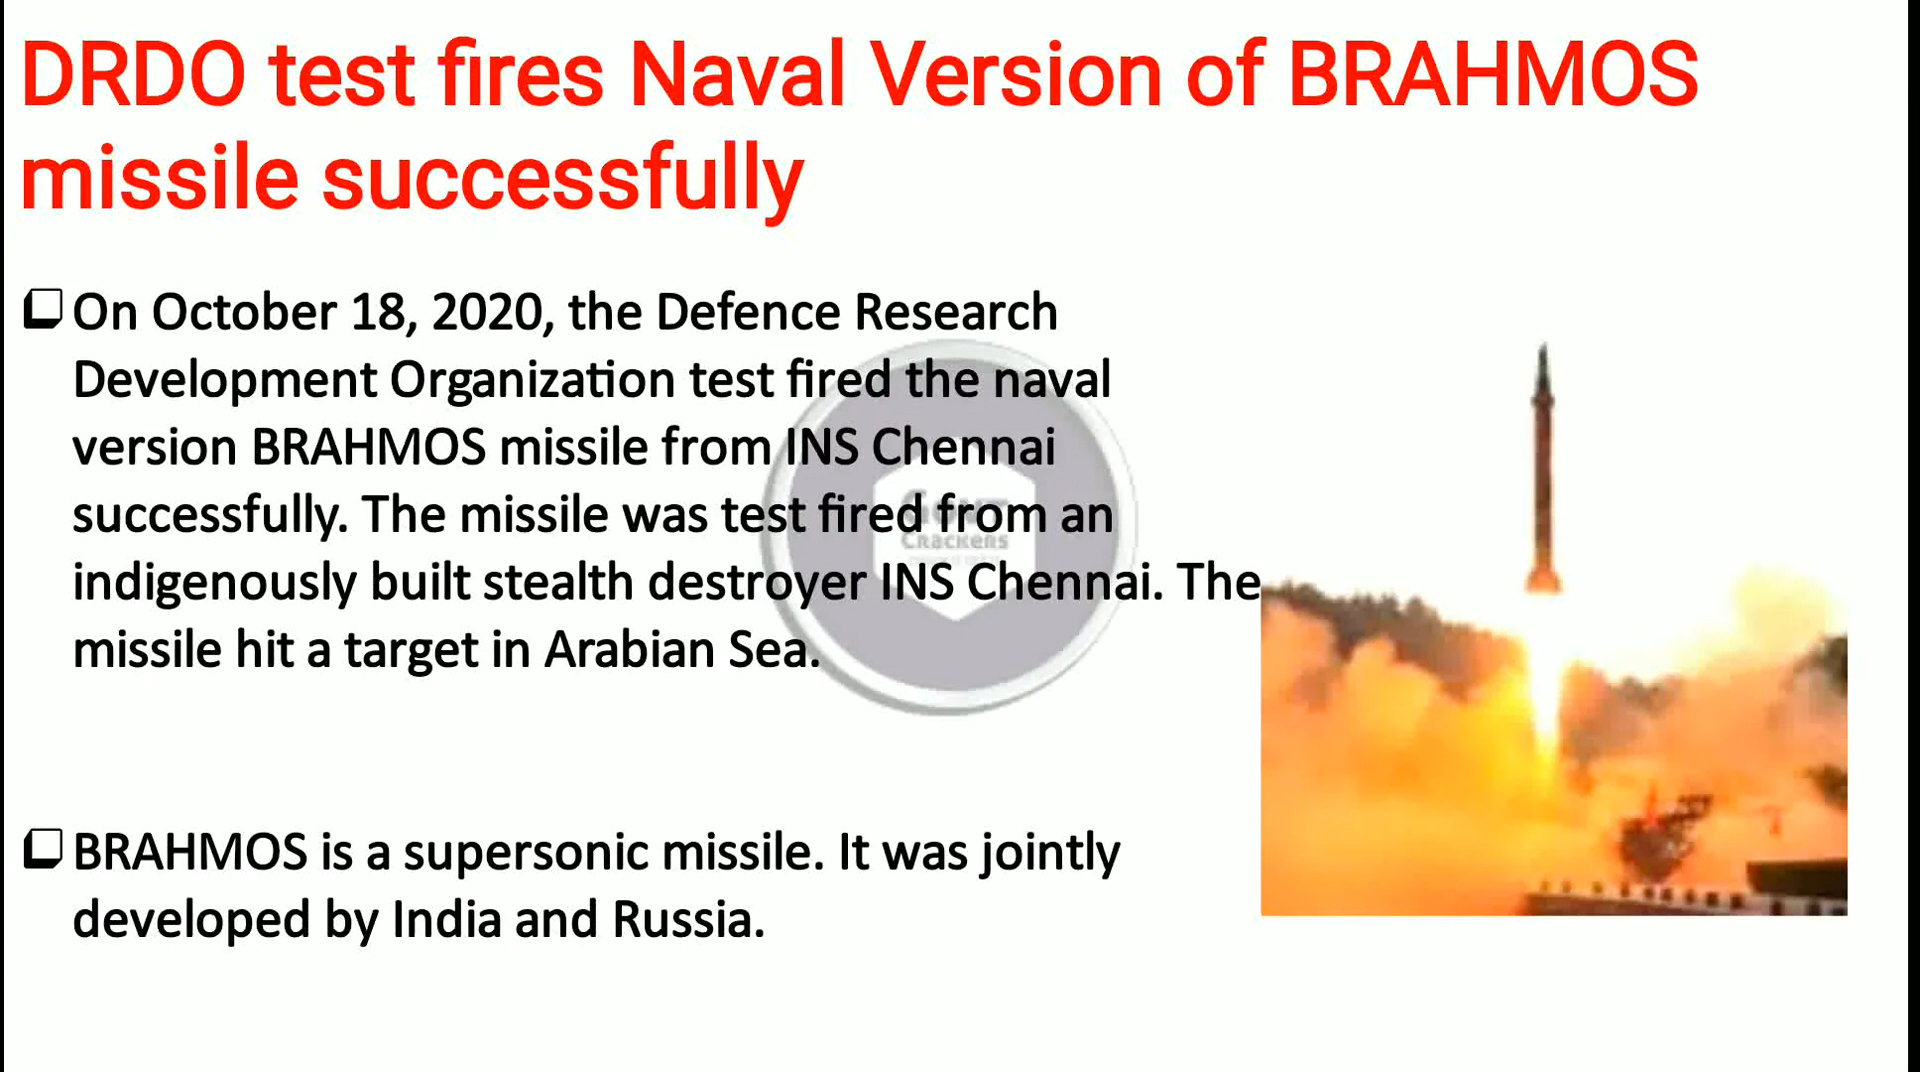 DRDO test fires Naval Version of BRAHMOS
missile successfully
On October 18, 2020, the Defence Research
Development Organization test fired the naval
version BRAHMOS missile from INS Chennai
successfully. The missile was test fired from an
indigenously built stealth destroyer INS Chennai. The
missile hit a target in Arabian Sea.
Govt
Crackers
BRAHMOS is a supersonic missile. It was jointly
developed by India and Russia.